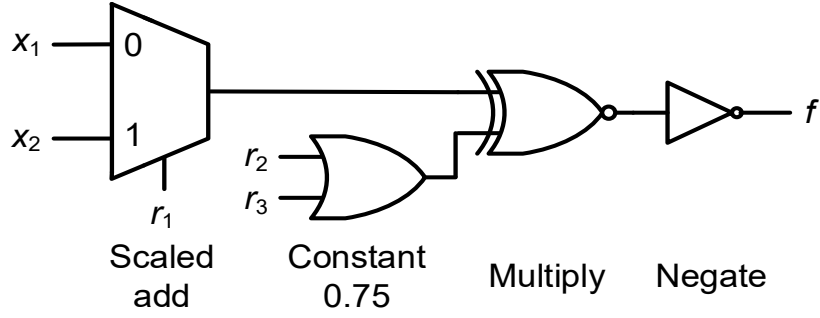 x₁
0
x₂
1
r₁
r₂
r₃
f
Scaled
add
Constant
0.75
Multiply
Negate